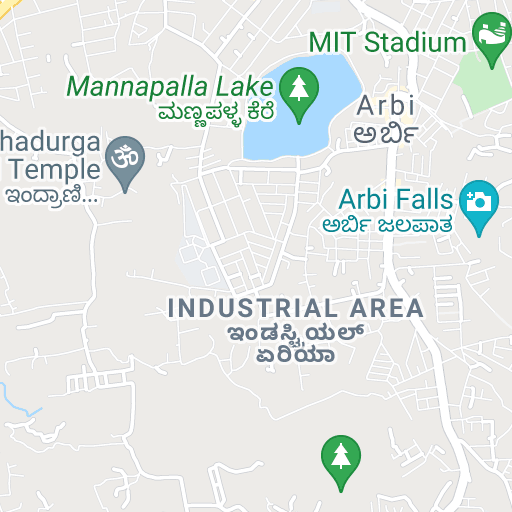 MIT Stadium
Mannapalla Lake
ಮಣ್ಣಪಳ್ಳ ಕೆರೆ
Arbi
ಅರ್ಬಿ
hadurga
Temple
ಇಂದ್ರಾಣಿ...
Arbi Falls
ಅರ್ಬಿ ಜಲಪಾತ
INDUSTRIAL AREA
ಇಂಡಸ್ಟ್ರಿಯಲ್
ಏರಿಯಾ